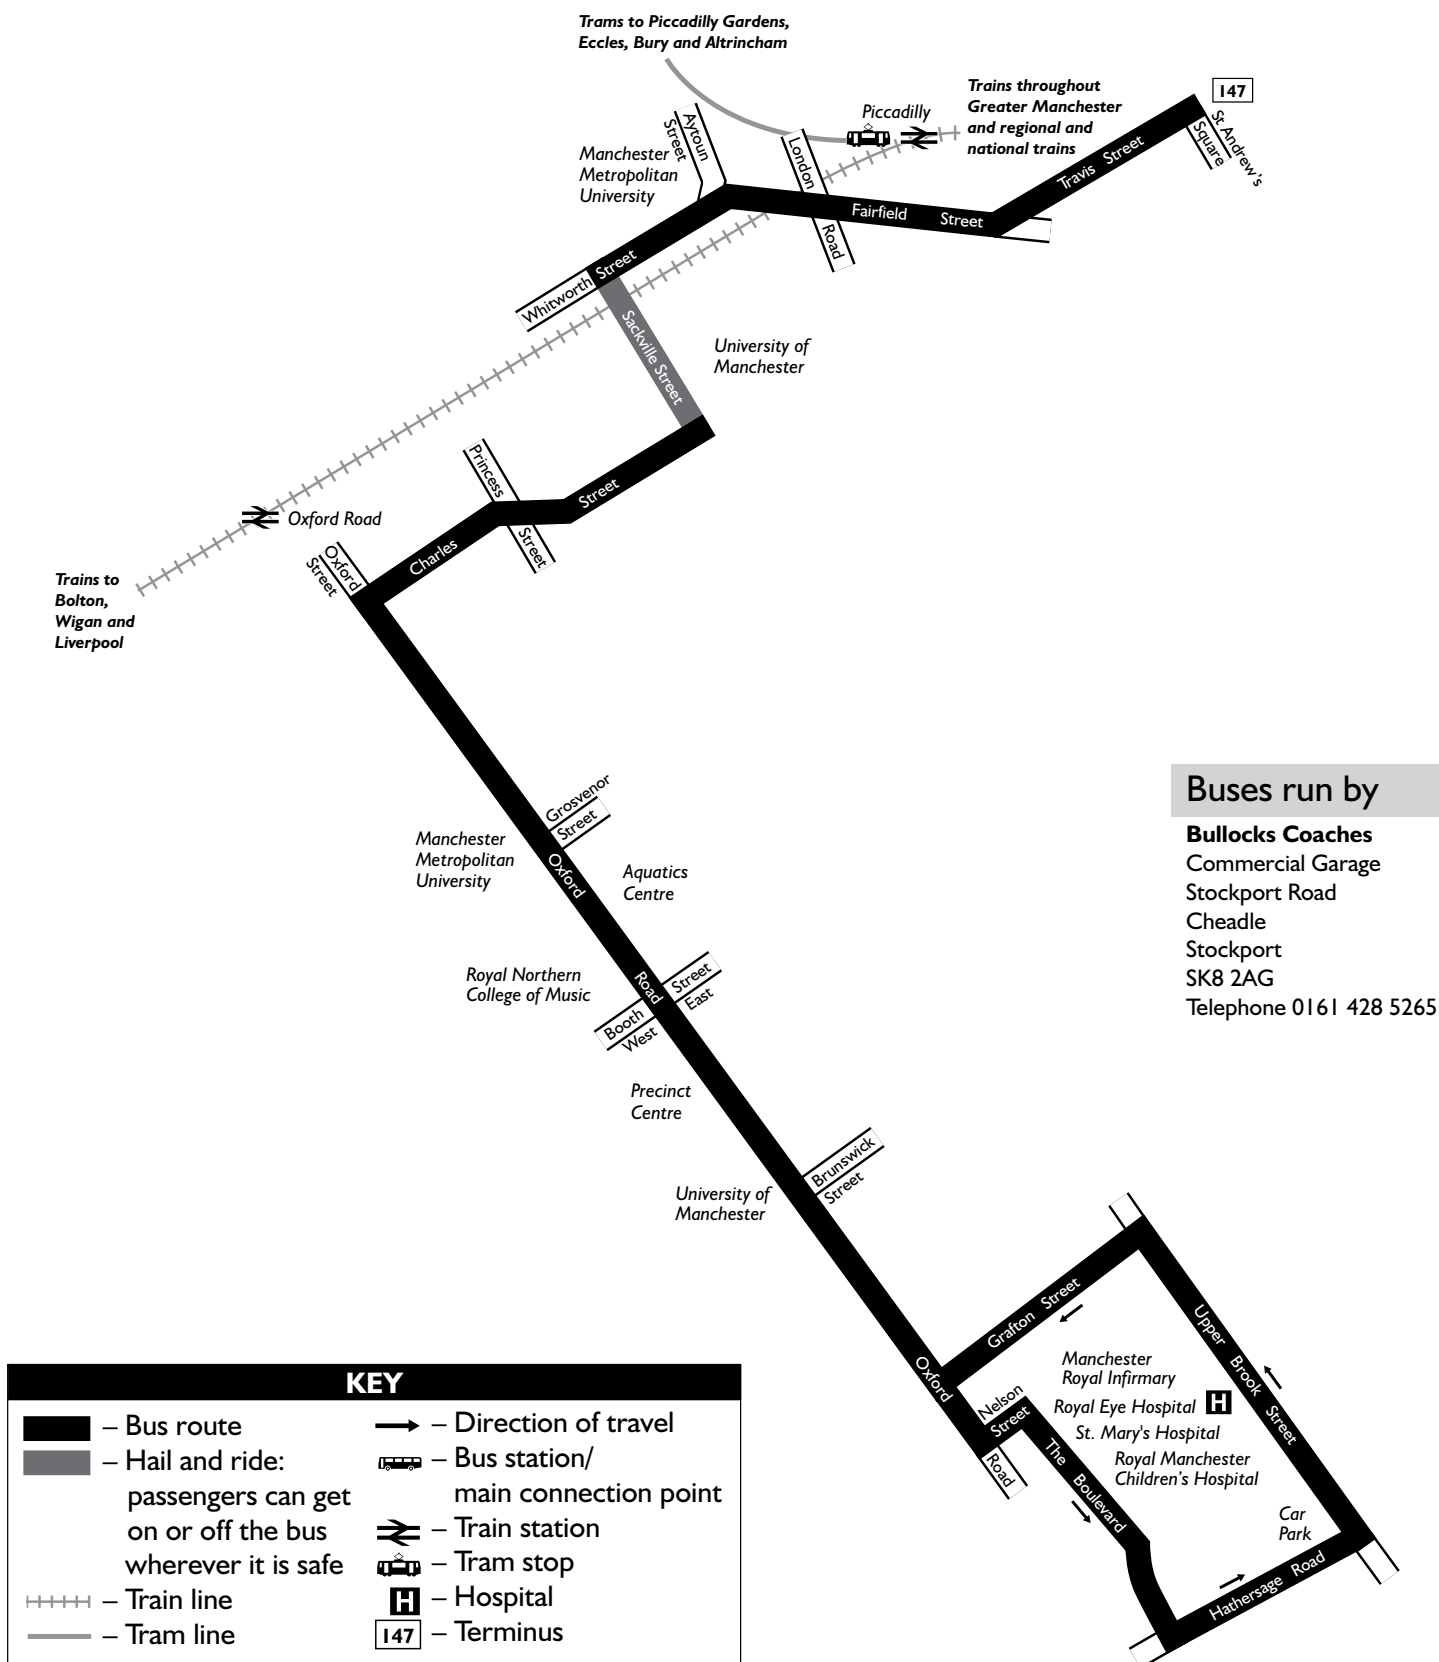 Trams to Piccadilly Gardens,
Eccles, Bury and Altrincham
147
Trains throughout
Greater Manchester
and regional and
national trains
Piccadilly
St. Andrew's
Square
Travis Street
Aytoun
Street
London
Road
Manchester
Metropolitan
University
Fairfield Street
Whitworth Street
Sackville Street
University of
Manchester
Princess
Street
Charles Street
Oxford Road
Oxford
Street
Trains to
Bolton,
Wigan and
Liverpool
Grosvenor
Street
Manchester
Metropolitan
University
Oxford
Road
Aquatics
Centre
Royal Northern
College of Music
Booth Street
West East
Precinct
Centre
Brunswick
Street
University of
Manchester
Buses run by
Bullocks Coaches
Commercial Garage
Stockport Road
Cheadle
Stockport
SK8 2AG
Telephone 0161 428 5265
Grafton Street
Upper Brook Street
Oxford
Road
Nelson
Street
The Boulevard
Manchester
Royal Infirmary
Royal Eye Hospital H
St. Mary's Hospital
Royal Manchester
Children's Hospital
Car
Park
Hathersage Road
KEY
– Bus route
– Hail and ride:
passengers can get
on or off the bus
wherever it is safe
– Train line
– Tram line
– Direction of travel
– Bus station/
main connection point
– Train station
– Tram stop
H – Hospital
147 – Terminus